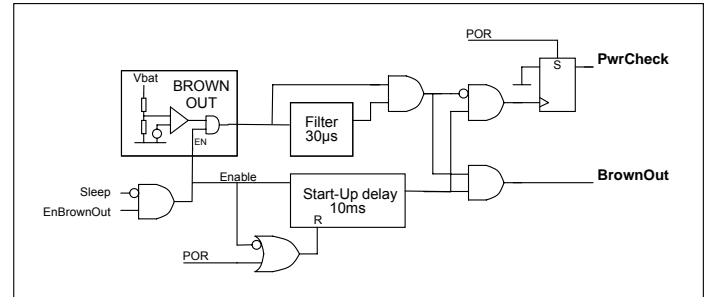 POR
PwrCheck
S
Vbat
BROWN
OUT
EN
Filter
30µs
Sleep
EnBrownOut
Enable
Start-Up delay
10ms
R
BrownOut
POR